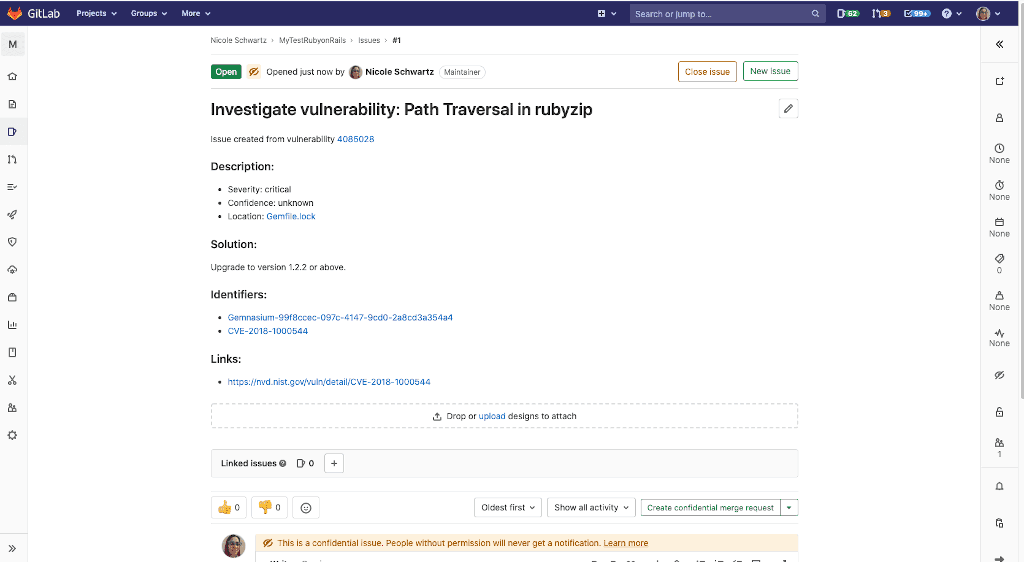 GitLab Projects Groups More Search or jump to... 62 3 99+
Nicole Schwartz › MyTestRubyonRails › Issues › #1
M
Open Opened just now by Nicole Schwartz Maintainer Close issue New issue
Investigate vulnerability: Path Traversal in rubyzip
Issue created from vulnerability 4085028
Description:
• Severity: critical
• Confidence: unknown
• Location: Gemfile.lock
Solution:
Upgrade to version 1.2.2 or above.
Identifiers:
• Gemnasium-99f8ccec-097c-4147-9cd0-2a8cd3a354a4
• CVE-2018-1000544
Links:
• https://nvd.nist.gov/vuln/detail/CVE-2018-1000544
Drop or upload designs to attach
Linked issues 0 +
0 0 Oldest first Show all activity Create confidential merge request
This is a confidential issue. People without permission will never get a notification. Learn more
None
None
None
0
None
None
1